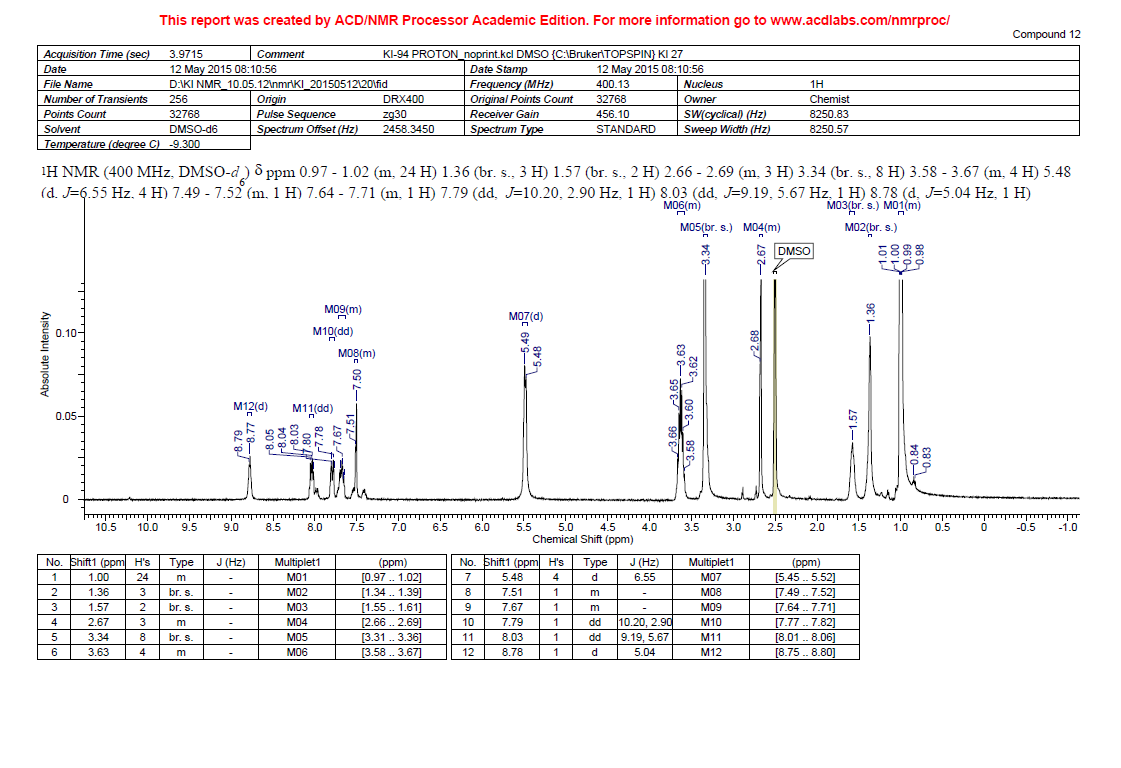 This report was created by ACD/NMR Processor Academic Edition. For more information go to www.acdlabs.com/nmrproc/
Compound 12
Acquisition Time (sec) 3.9715 Comment KI-94 PROTON_noprint.kcl DMSO {C:\Bruker\TOPSPIN} KI 27
Date 12 May 2015 08:10:56 Date Stamp 12 May 2015 08:10:56
File Name D:\KI NMR_10.05.12\nmr\KI_20150512\20\fid Frequency (MHz) 400.13 Nucleus 1H
Number of Transients 256 Origin DRX400 Original Points Count 32768 Owner Chemist
Points Count 32768 Pulse Sequence zg30 Receiver Gain 456.10 SW(cyclical) (Hz) 8250.83
Solvent DMSO-d6 Spectrum Offset (Hz) 2458.3450 Spectrum Type STANDARD Sweep Width (Hz) 8250.57
Temperature (degree C) -9.300
1H NMR (400 MHz, DMSO-d6) δ ppm 0.97 - 1.02 (m, 24 H) 1.36 (br. s., 3 H) 1.57 (br. s., 2 H) 2.66 - 2.69 (m, 3 H) 3.34 (br. s., 8 H) 3.58 - 3.67 (m, 4 H) 5.48
(d, J=6.55 Hz, 4 H) 7.49 - 7.52 (m, 1 H) 7.64 - 7.71 (m, 1 H) 7.79 (dd, J=10.20, 2.90 Hz, 1 H) 8.03 (dd, J=9.19, 5.67 Hz, 1 H) 8.78 (d, J=5.04 Hz, 1 H)
M06(m) M03(br. s.) M01(m)
M05(br. s.) M04(m) M02(br. s.)
3.34 2.67 DMSO 1.01 1.00 0.99 0.98
M09(m)
M07(d)
M10(dd)
M08(m)
1.36
5.49 5.48
2.68
3.66 3.65 3.63 3.62 3.60 3.58
7.50 7.51
M12(d) M11(dd)
8.79 8.77 8.05 8.04 8.03 7.80 7.78 7.67
1.57
0.84 0.83
Absolute Intensity
0.10
0.05
0
10.5 10.0 9.5 9.0 8.5 8.0 7.5 7.0 6.5 6.0 5.5 5.0 4.5 4.0 3.5 3.0 2.5 2.0 1.5 1.0 0.5 0 -0.5 -1.0
Chemical Shift (ppm)
No. Shift1 (ppm H's Type J (Hz) Multiplet1 (ppm) No. Shift1 (ppm H's Type J (Hz) Multiplet1 (ppm)
1 1.00 24 m - M01 [0.97 .. 1.02] 7 5.48 4 d 6.55 M07 [5.45 .. 5.52]
2 1.36 3 br. s. - M02 [1.34 .. 1.39] 8 7.51 1 m - M08 [7.49 .. 7.52]
3 1.57 2 br. s. - M03 [1.55 .. 1.61] 9 7.67 1 m - M09 [7.64 .. 7.71]
4 2.67 3 m - M04 [2.66 .. 2.69] 10 7.79 1 dd 10.20, 2.90 M10 [7.77 .. 7.82]
5 3.34 8 br. s. - M05 [3.31 .. 3.36] 11 8.03 1 dd 9.19, 5.67 M11 [8.01 .. 8.06]
6 3.63 4 m - M06 [3.58 .. 3.67] 12 8.78 1 d 5.04 M12 [8.75 .. 8.80]